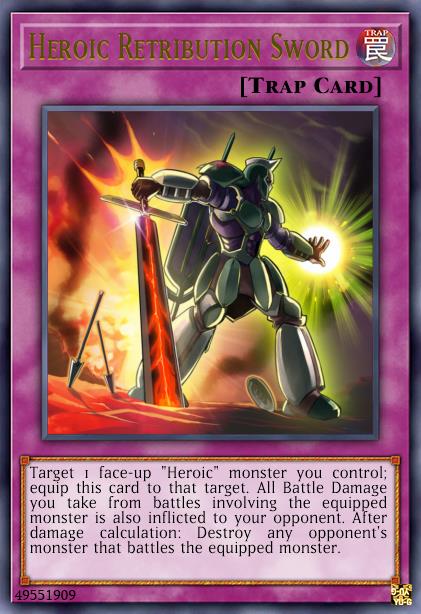 Heroic Retribution Sword
TRAP
罠
[Trap Card]
Target 1 face-up "Heroic" monster you control;
equip this card to that target. All Battle Damage
you take from battles involving the equipped
monster is also inflicted to your opponent. After
damage calculation: Destroy any opponent's
monster that battles the equipped monster.
49551909